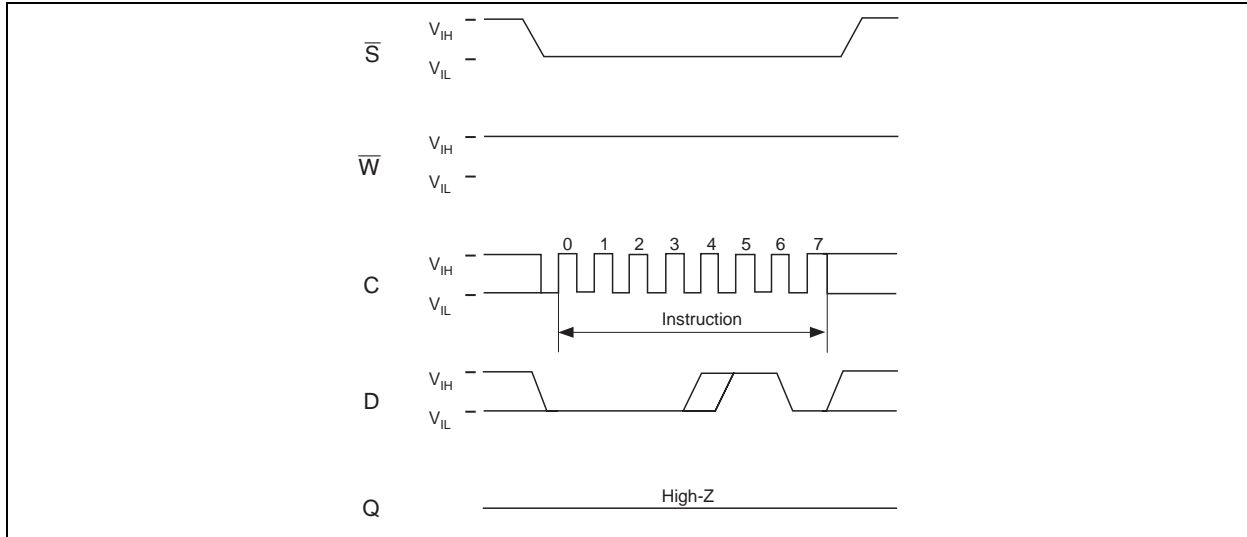 S̅
V_IH
V_IL
W̅
V_IH
V_IL
C
V_IH
V_IL
0 1 2 3 4 5 6 7
Instruction
D
V_IH
V_IL
Q
High-Z